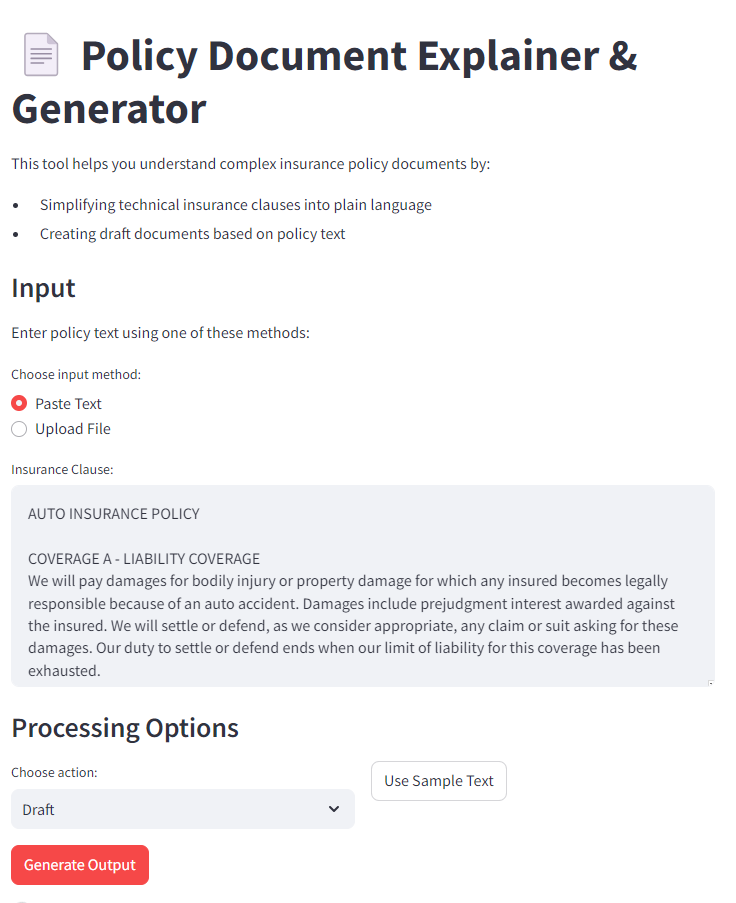 Policy Document Explainer &
Generator
This tool helps you understand complex insurance policy documents by:
• Simplifying technical insurance clauses into plain language
• Creating draft documents based on policy text
Input
Enter policy text using one of these methods:
Choose input method:
Paste Text
Upload File
Insurance Clause:
AUTO INSURANCE POLICY
COVERAGE A - LIABILITY COVERAGE
We will pay damages for bodily injury or property damage for which any insured becomes legally
responsible because of an auto accident. Damages include prejudgment interest awarded against
the insured. We will settle or defend, as we consider appropriate, any claim or suit asking for these
damages. Our duty to settle or defend ends when our limit of liability for this coverage has been
exhausted.
Processing Options
Choose action:
Use Sample Text
Draft
Generate Output